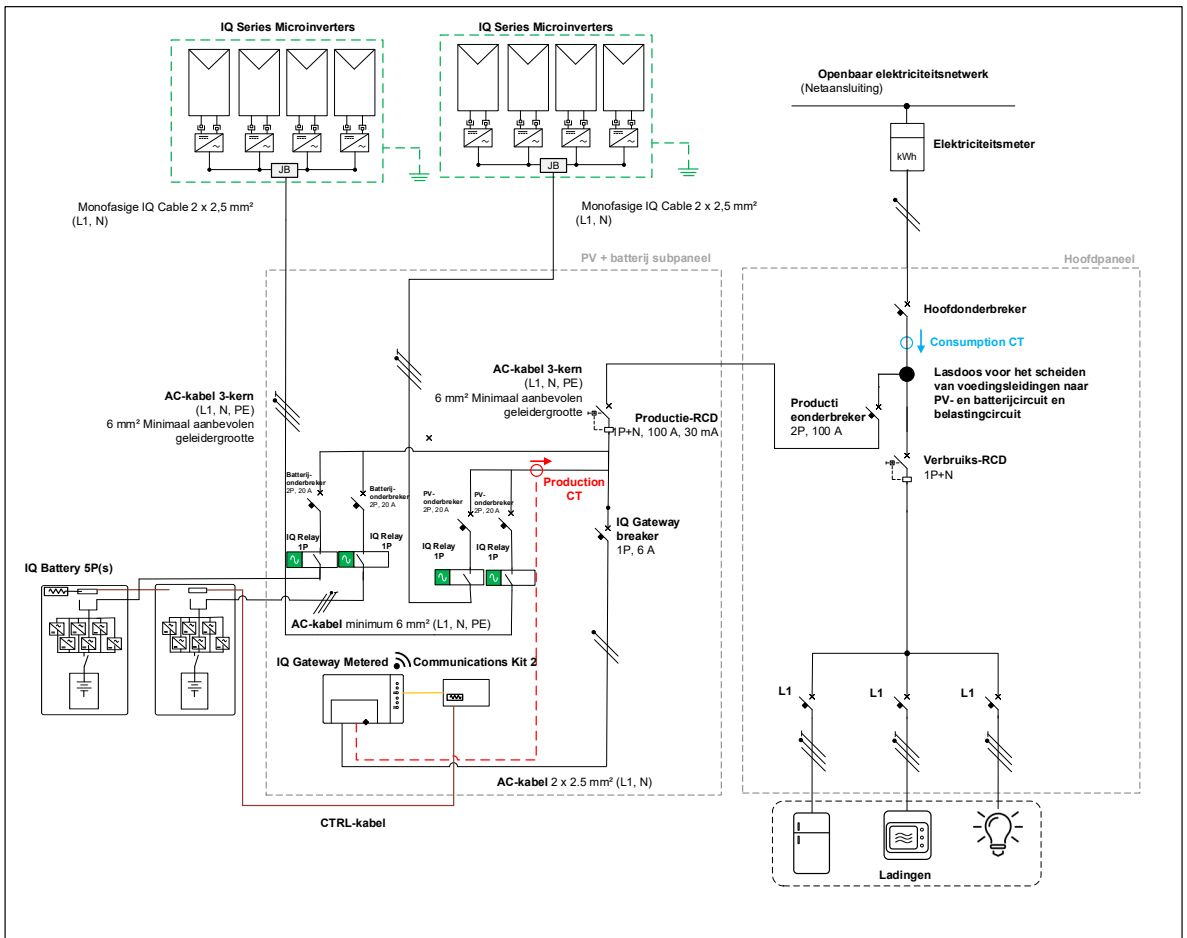 IQ Series Microinverters
IQ Series Microinverters
JB
JB
Monofasige IQ Cable 2 x 2,5 mm²
(L1, N)
Monofasige IQ Cable 2 x 2,5 mm²
(L1, N)
Openbaar elektriciteitsnetwerk
(Netaansluiting)
Elektriciteitsmeter
kWh
PV + batterij subpaneel
Hoofdpaneel
Hoofdonderbreker
Consumption CT
Lasdoos voor het scheiden
van voedingsleidingen naar
PV- en batterijcircuit en
belastingcircuit
AC-kabel 3-kern
(L1, N, PE)
6 mm² Minimaal aanbevolen
geleidergrootte
AC-kabel 3-kern
(L1, N, PE)
6 mm² Minimaal aanbevolen
geleidergrootte
Productie-RCD
1P+N, 100 A, 30 mA
Producti
eonderbreker
2P, 100 A
Verbruiks-RCD
1P+N
Batterij-
onderbreker
2P, 20 A
Batterij-
onderbreker
2P, 20 A
PV-
onderbreker
2P, 20 A
PV-
onderbreker
2P, 20 A
Production
CT
IQ Gateway
breaker
1P, 6 A
IQ Relay
1P
IQ Relay
1P
IQ Relay
1P
IQ Relay
1P
IQ Battery 5P(s)
AC-kabel minimum 6 mm² (L1, N, PE)
IQ Gateway Metered
Communications Kit 2
AC-kabel 2 x 2.5 mm² (L1, N)
CTRL-kabel
L1
L1
L1
Ladingen